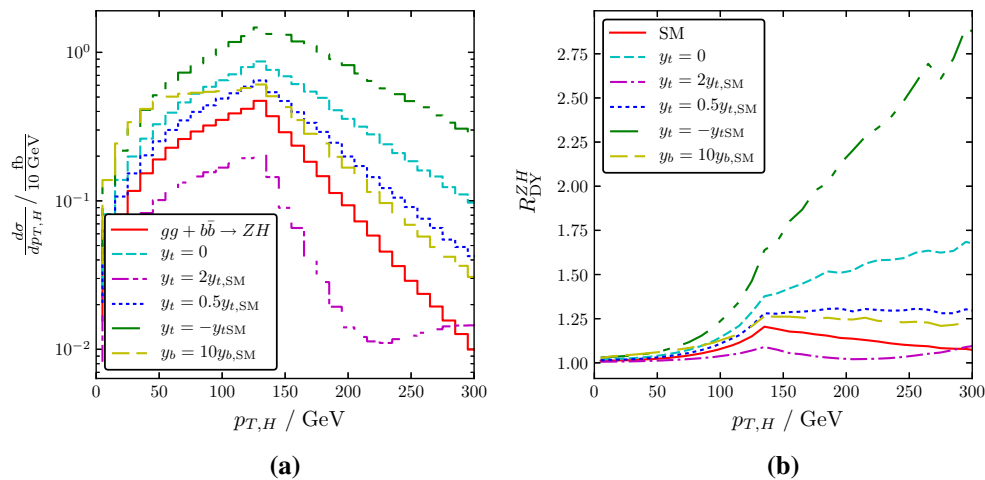 10⁰
10⁻¹
10⁻²
dσ/dp_{T,H} / fb/10 GeV
gg + bb̄ → ZH
y_t = 0
y_t = 2y_{t,SM}
y_t = 0.5y_{t,SM}
y_t = −y_{tSM}
y_b = 10y_{b,SM}
0 50 100 150 200 250 300
p_{T,H} / GeV
(a)
2.75
2.50
2.25
2.00
1.75
1.50
1.25
1.00
R^{ZH}_{DY}
SM
y_t = 0
y_t = 2y_{t,SM}
y_t = 0.5y_{t,SM}
y_t = −y_{tSM}
y_b = 10y_{b,SM}
0 50 100 150 200 250 300
p_{T,H} / GeV
(b)